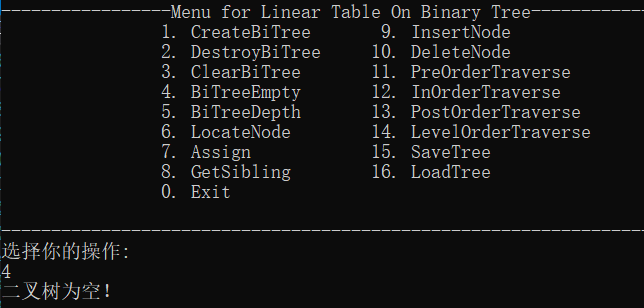 -----------------Menu for Linear Table On Binary Tree-----------------
1. CreateBiTree 9. InsertNode
2. DestroyBiTree 10. DeleteNode
3. ClearBiTree 11. PreOrderTraverse
4. BiTreeEmpty 12. InOrderTraverse
5. BiTreeDepth 13. PostOrderTraverse
6. LocateNode 14. LevelOrderTraverse
7. Assign 15. SaveTree
8. GetSibling 16. LoadTree
0. Exit
----------------------------------------------------------------
选择你的操作:
4
二叉树为空!